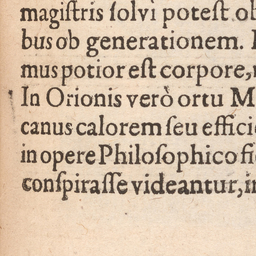 magiſtris ſolvi poteſt ob
bus ob generationem.
mus potior eſt corpore,
In Orionis verò ortu M
canus calorem ſeu effici
in opere Philoſophico fi
conſpiraſſe videantur, in